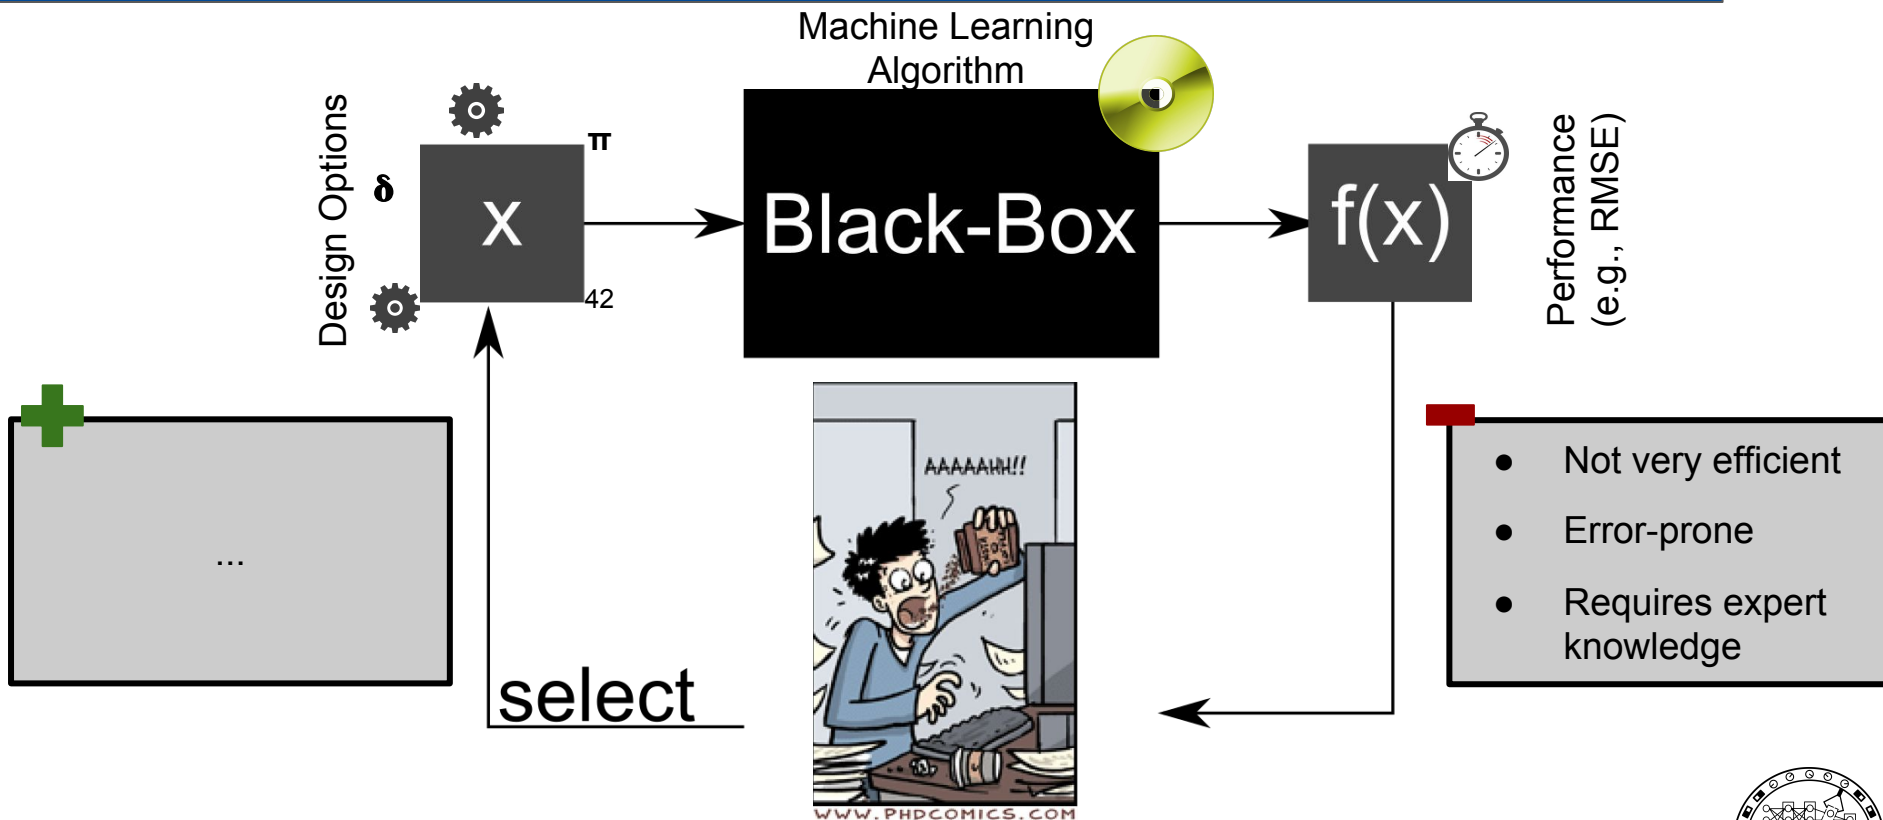 Machine Learning
Algorithm
Design Options
δ
π
x
42
Black-Box
f(x)
Performance
(e.g., RMSE)
...
AAAAAHH!!
select
Not very efficient
Error-prone
Requires expert
knowledge
WWW.PHDCOMICS.COM